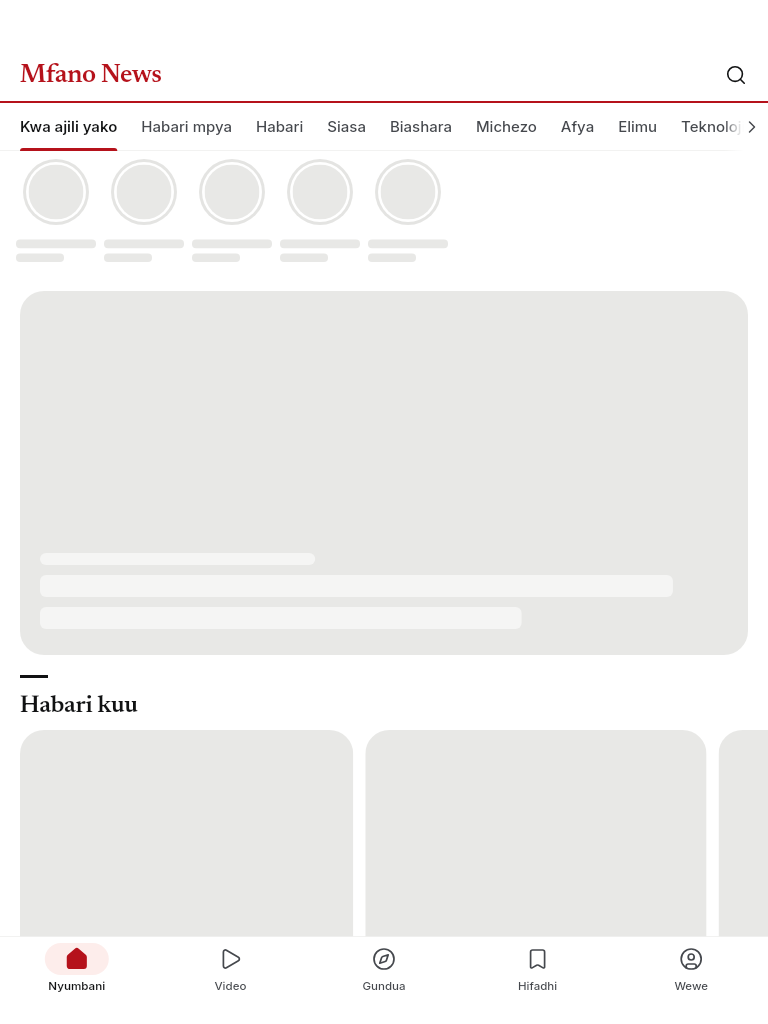 Mfano News
Kwa ajili yako Habari mpya Habari Siasa Biashara Michezo Afya Elimu Teknoloj
Habari kuu
Nyumbani Video Gundua Hifadhi Wewe